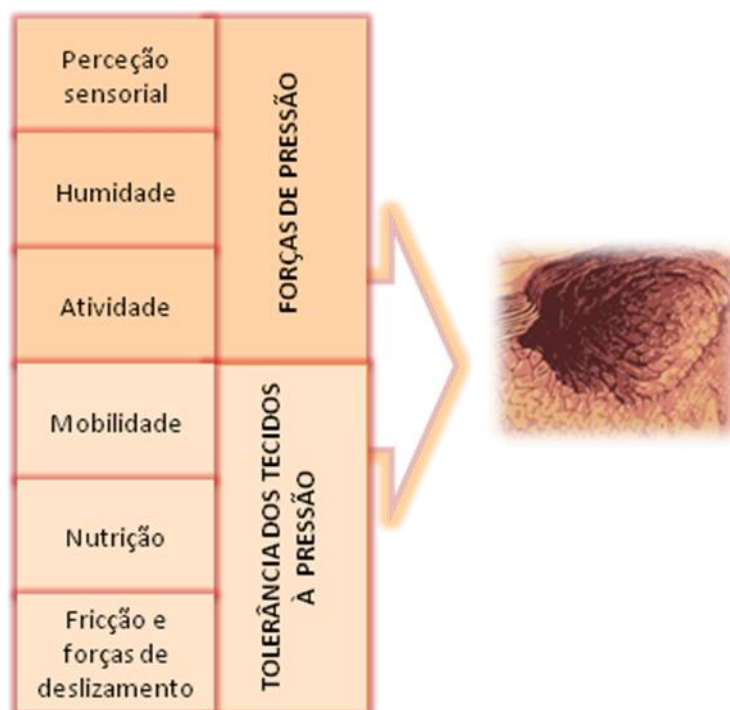 Perceção
sensorial
Humidade
Atividade
Mobilidade
Nutrição
Fricção e
forças de
deslizamento
FORÇAS DE PRESSÃO
TOLERÂNCIA DOS TECIDOS
À PRESSÃO